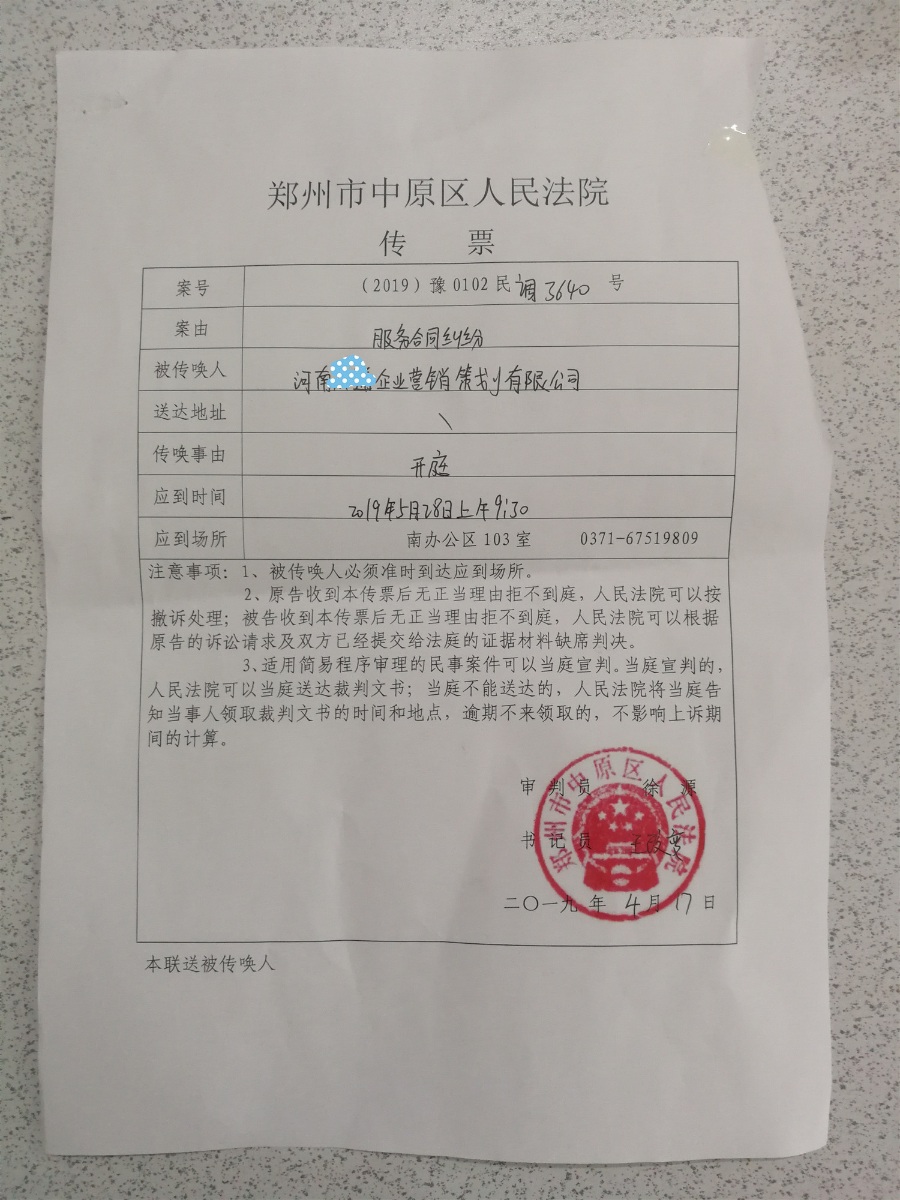 郑州市中原区人民法院
传 票
案号 （2019）豫0102民调3640号
案由 服务合同纠纷
被传唤人 河南 企业营销策划有限公司
送达地址 \
传唤事由 开庭
应到时间 2019年5月28日上午9:30
应到场所 南办公区103室 0371-67519809
注意事项：1、被传唤人必须准时到达应到场所。
2、原告收到本传票后无正当理由拒不到庭，人民法院可以按
撤诉处理；被告收到本传票后无正当理由拒不到庭，人民法院可以根据
原告的诉讼请求及双方已经提交给法庭的证据材料缺席判决。
3、适用简易程序审理的民事案件可以当庭宣判。当庭宣判的，
人民法院可以当庭送达裁判文书；当庭不能送达的，人民法院将当庭告
知当事人领取裁判文书的时间和地点，逾期不来领取的，不影响上诉期
间的计算。
审判员 徐源
书记员 王
二〇一九年4月17日
郑州市中原区人民法院
本联送被传唤人